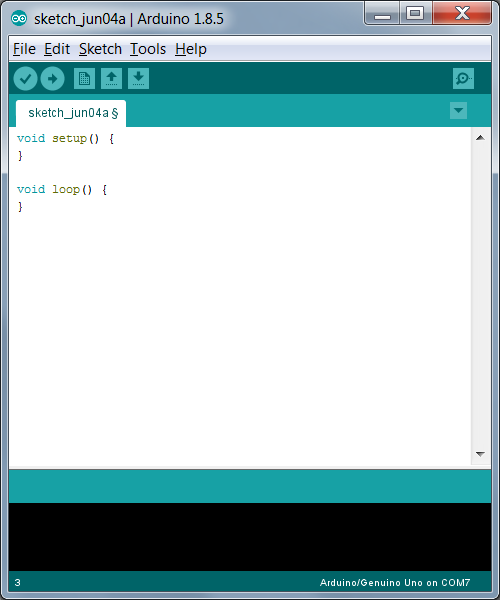 sketch_jun04a | Arduino 1.8.5
File Edit Sketch Tools Help
sketch_jun04a §
void setup() {
}
void loop() {
}
3 Arduino/Genuino Uno on COM7